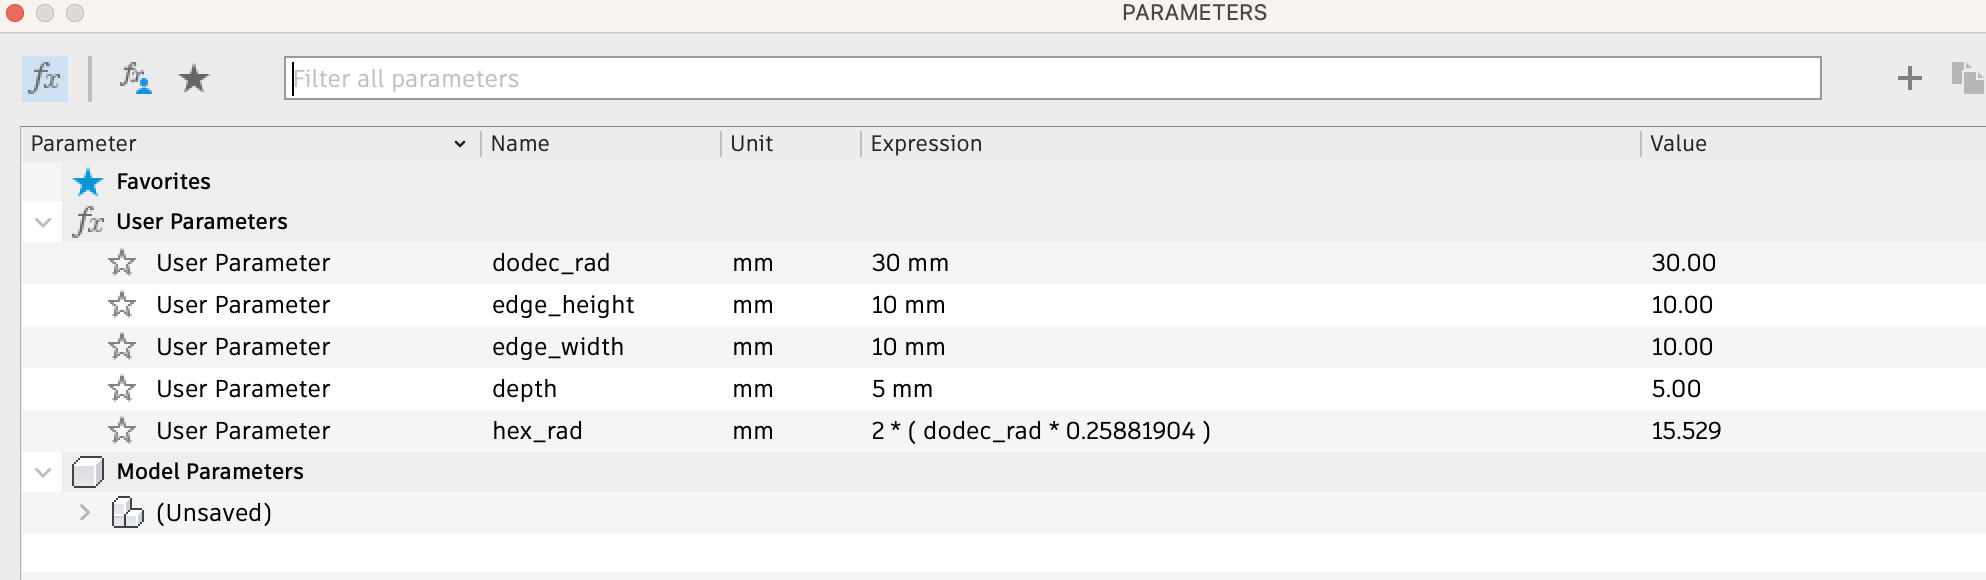 PARAMETERS
fx fx Filter all parameters
Parameter Name Unit Expression Value
Favorites
fx User Parameters
User Parameter dodec_rad mm 30 mm 30.00
User Parameter edge_height mm 10 mm 10.00
User Parameter edge_width mm 10 mm 10.00
User Parameter depth mm 5 mm 5.00
User Parameter hex_rad mm 2 * ( dodec_rad * 0.25881904 ) 15.529
Model Parameters
(Unsaved)